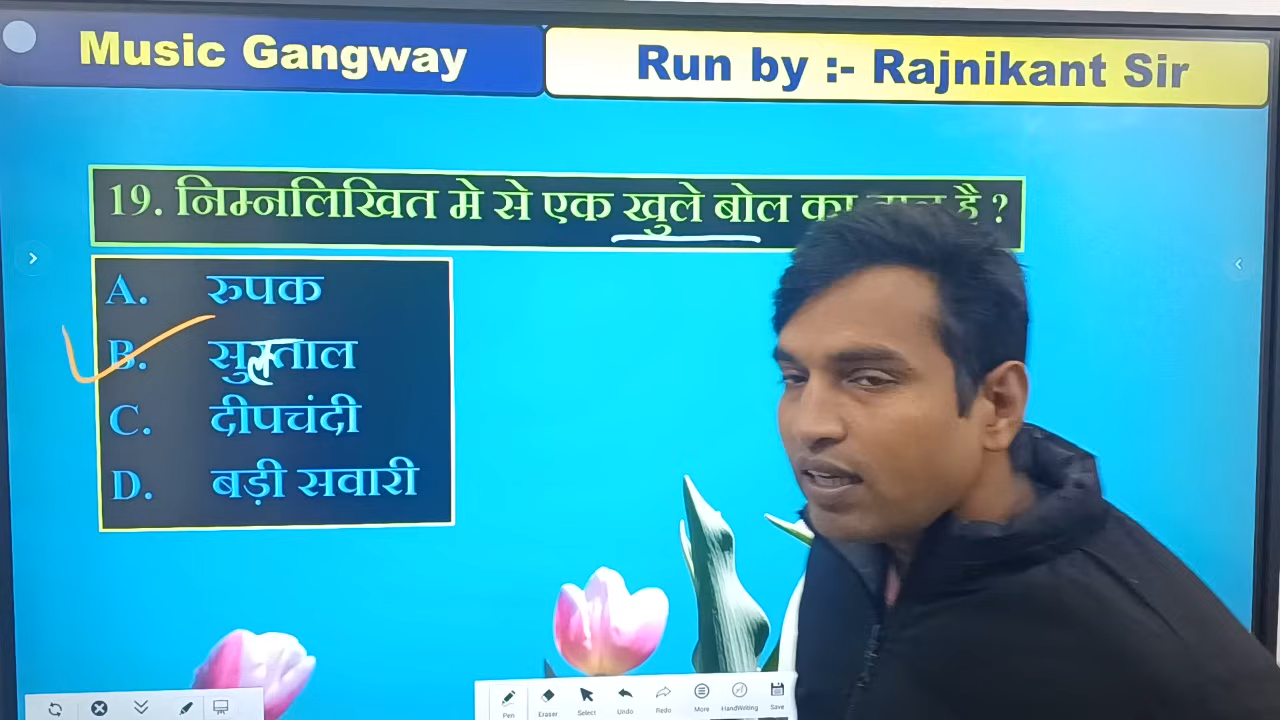 Music Gangway
Run by :- Rajnikant Sir
19. निम्नलिखित मे से एक खुले बोल का है ?
A. रुपक
B. सुलताल
C. दीपचंदी
D. बड़ी सवारी
Pen Eraser Select Undo Redo More HandWriting Save